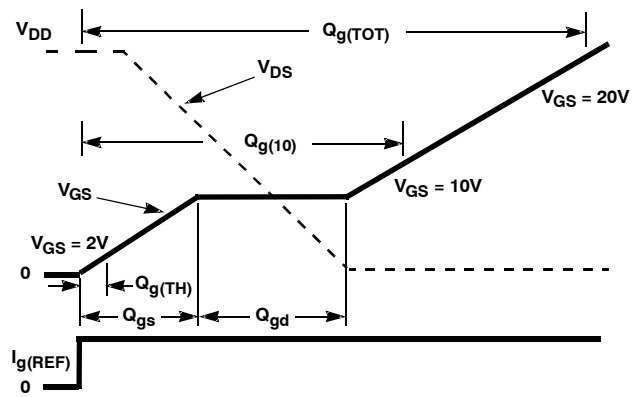 V_DD
Q_g(TOT)
V_DS
V_GS = 20V
Q_g(10)
V_GS
V_GS = 10V
V_GS = 2V
0
Q_g(TH)
Q_gs
Q_gd
I_g(REF)
0